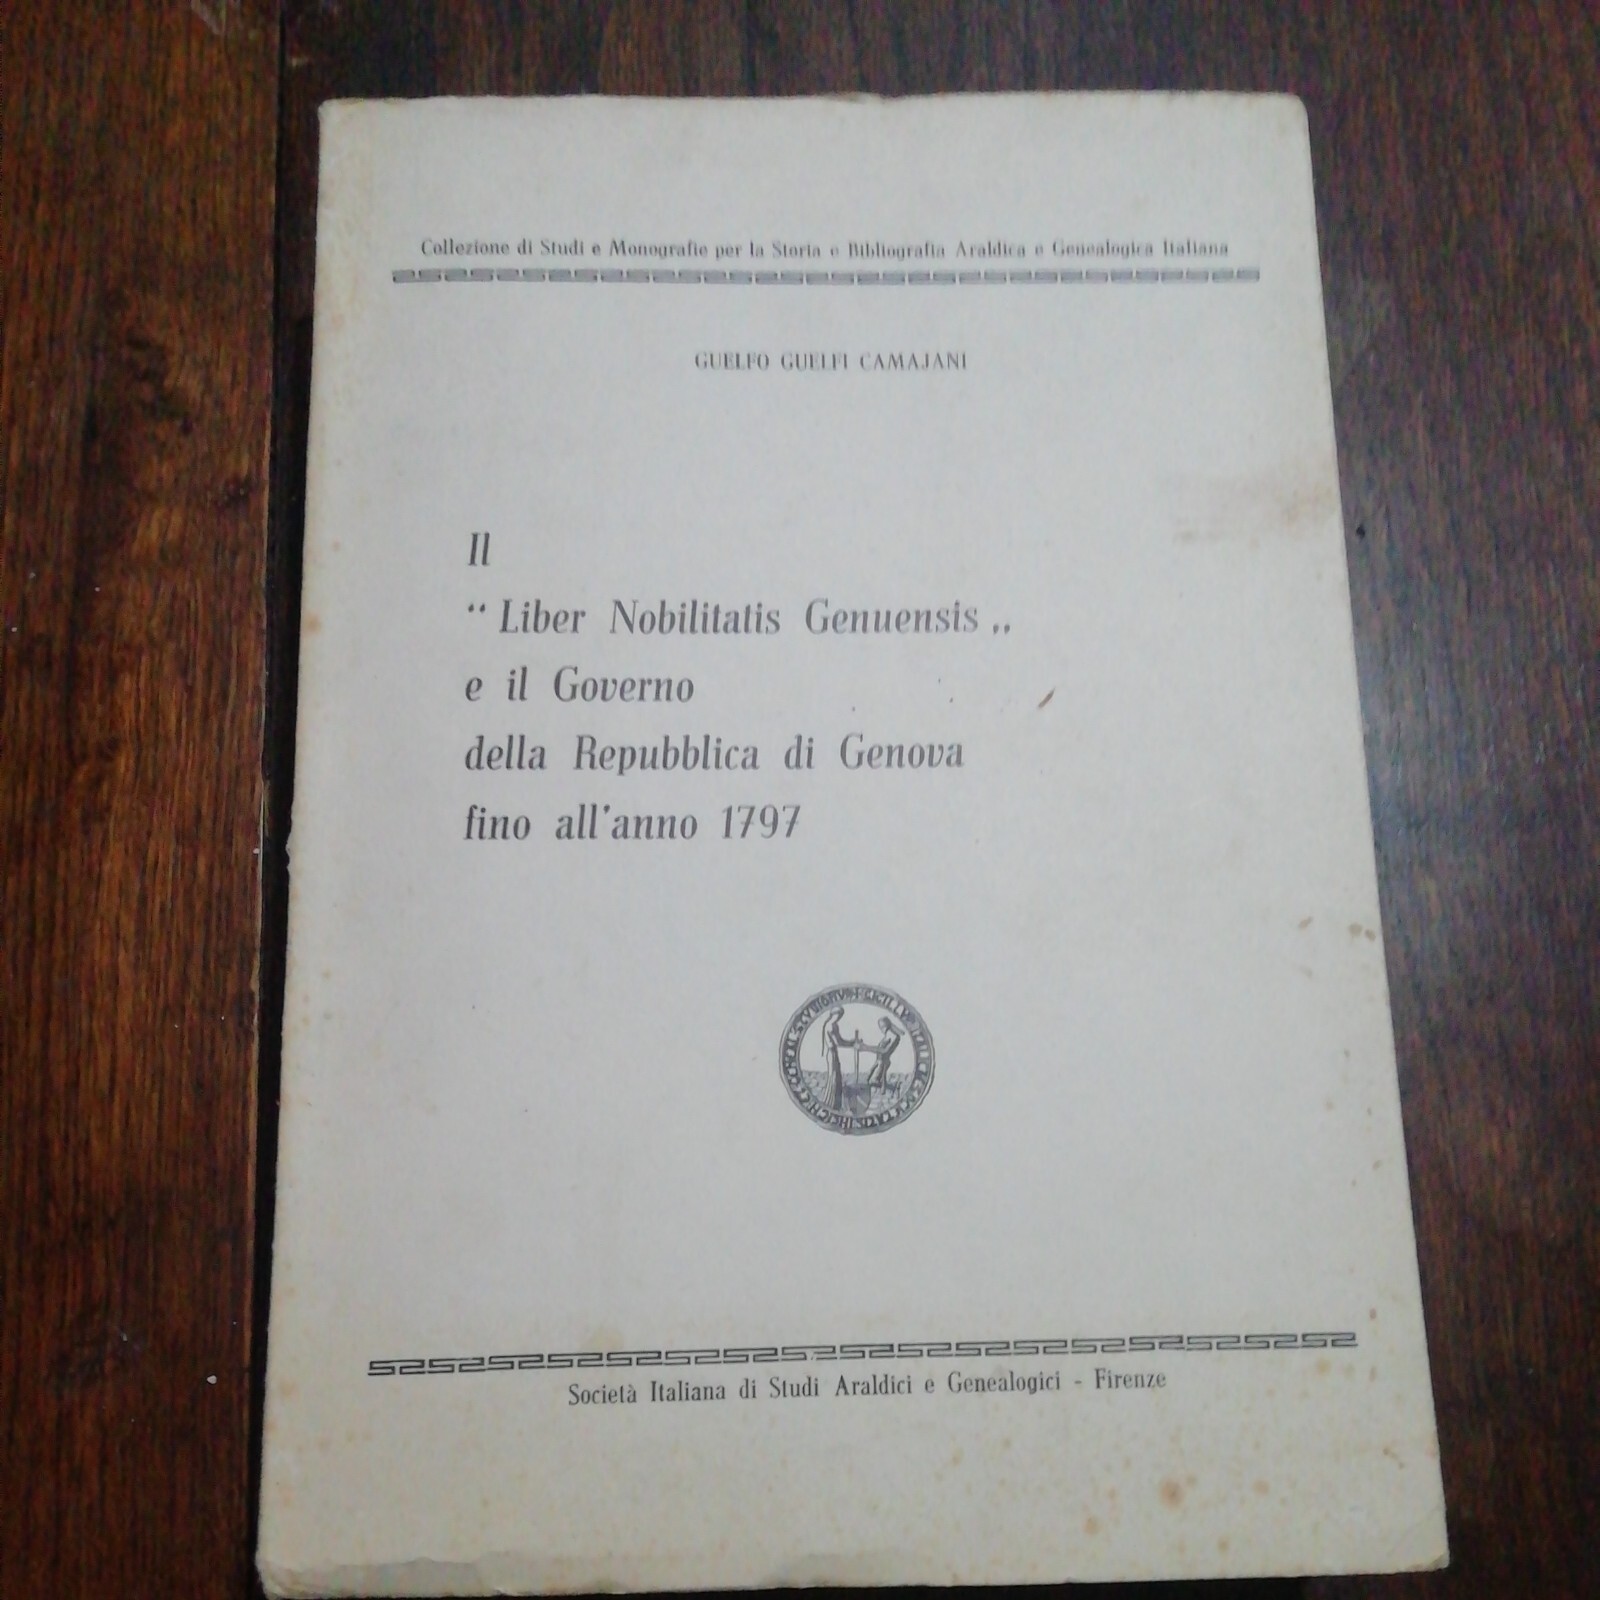 Collezione di Studi e Monografie per la Storia e Bibliografia Araldica e Genealogica Italiana
GUELFO GUELFI CAMAJANI
Il
“ Liber Nobilitatis Genuensis „
e il Governo
della Repubblica di Genova
fino all'anno 1797
Società Italiana di Studi Araldici e Genealogici - Firenze